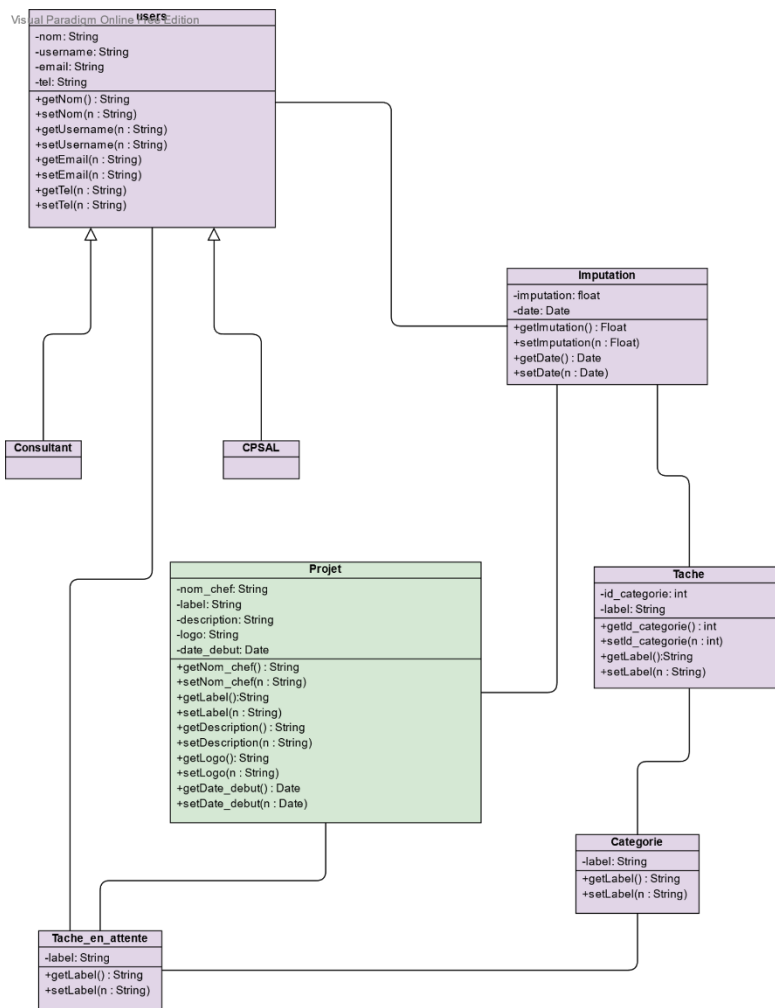 Visual Paradigm Online Free Edition
users
-nom: String
-username: String
-email: String
-tel: String
+getNom() : String
+setNom(n : String)
+getUsername(n : String)
+setUsername(n : String)
+getEmail(n : String)
+setEmail(n : String)
+getTel(n : String)
+setTel(n : String)
Imputation
-imputation: float
-date: Date
+getImutation() : Float
+setImputation(n : Float)
+getDate() : Date
+setDate(n : Date)
Consultant
CPSAL
Projet
-nom_chef: String
-label: String
-description: String
-logo: String
-date_debut: Date
+getNom_chef() : String
+setNom_chef(n : String)
+getLabel():String
+setLabel(n : String)
+getDescription() : String
+setDescription(n : String)
+getLogo(): String
+setLogo(n : String)
+getDate_debut() : Date
+setDate_debut(n : Date)
Tache
-id_categorie: int
-label: String
+getId_categorie() : int
+setId_categorie(n : int)
+getLabel():String
+setLabel(n : String)
Categorie
-label: String
+getLabel() : String
+setLabel(n : String)
Tache_en_attente
-label: String
+getLabel() : String
+setLabel(n : String)